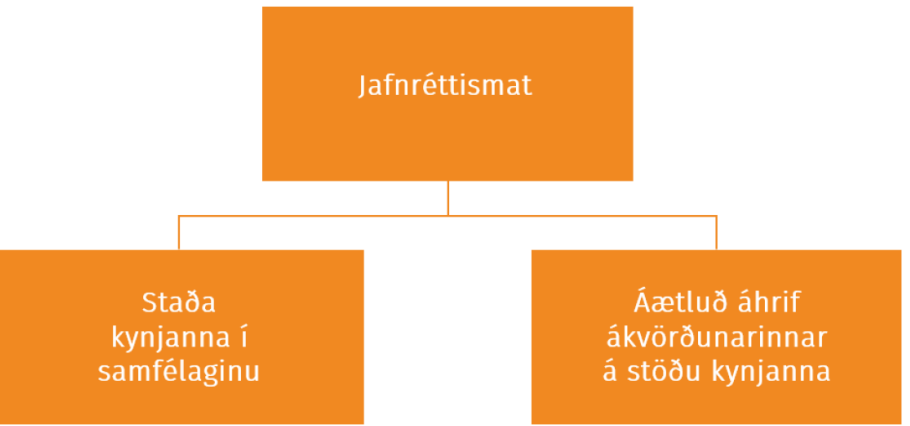 Jafnréttismat
Staða
kynjanna í
samfélaginu
Áætluð áhrif
ákvörðunarinnar
á stöðu kynjanna